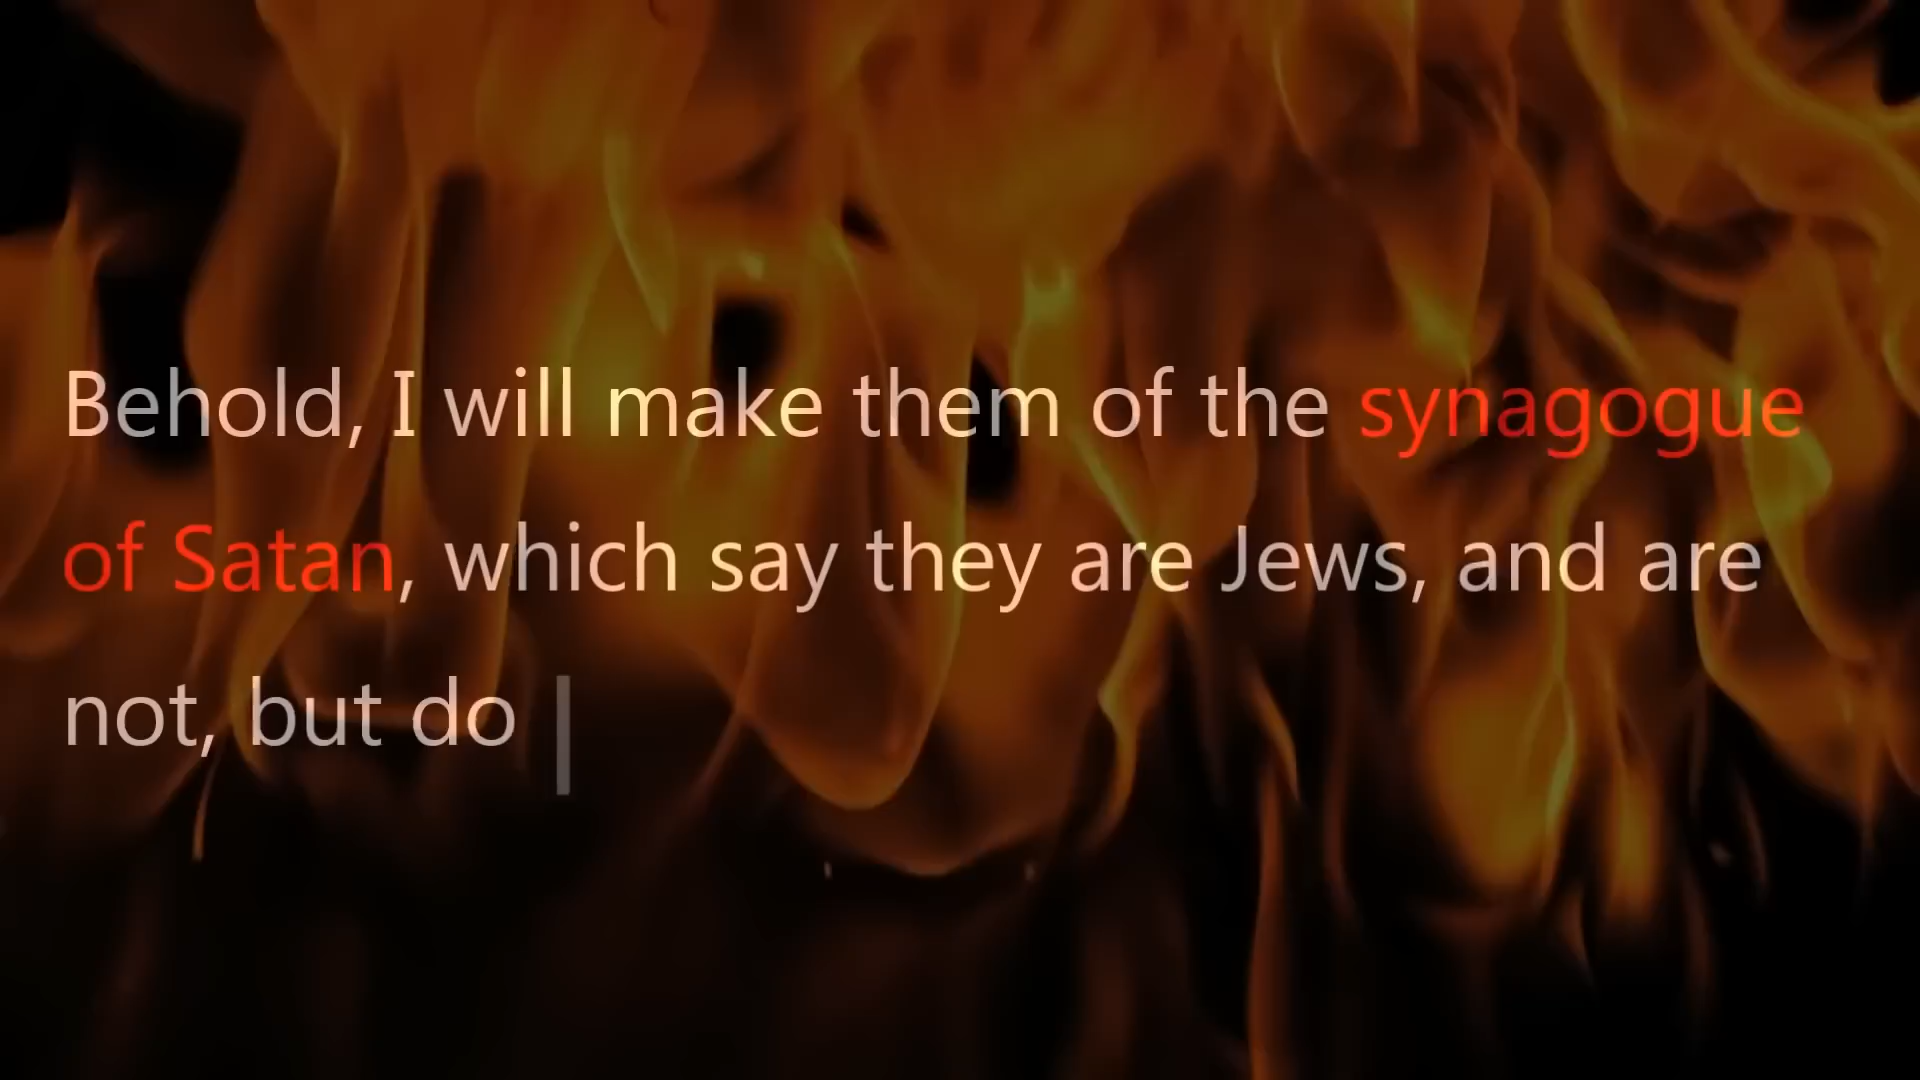 Behold, I will make them of the synagogue
of Satan, which say they are Jews, and are
not, but do